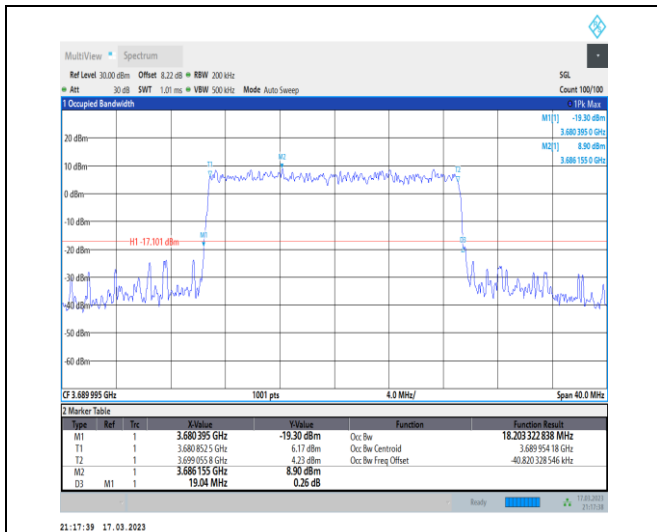 MultiView Spectrum
Ref Level 30.00 dBm Offset 8.22 dB RBW 200 kHz SGL
Att 30 dB SWT 1.01 ms VBW 500 kHz Mode Auto Sweep Count 100/100
1 Occupied Bandwidth 1Pk Max
M1[1] -19.30 dBm
3.680 395 0 GHz
M2[1] 8.90 dBm
3.686 155 0 GHz
20 dBm
10 dBm
0 dBm
-10 dBm
-20 dBm
-30 dBm
-40 dBm
-50 dBm
-60 dBm
T1
M2
T2
H1 -17.101 dBm
M1
D3
CF 3.689 995 GHz 1001 pts 4.0 MHz/ Span 40.0 MHz
2 Marker Table
Type Ref Trc X-Value Y-Value Function Function Result
M1 1 3.680 395 GHz -19.30 dBm Occ Bw 18.203 322 838 MHz
T1 1 3.680 852 5 GHz 6.17 dBm Occ Bw Centroid 3.689 954 18 GHz
T2 1 3.699 055 8 GHz 4.23 dBm Occ Bw Freq Offset -40.820 328 546 kHz
M2 1 3.686 155 GHz 8.90 dBm
D3 M1 1 19.04 MHz 0.26 dB
Ready 17.03.2023
21:17:38
21:17:39 17.03.2023